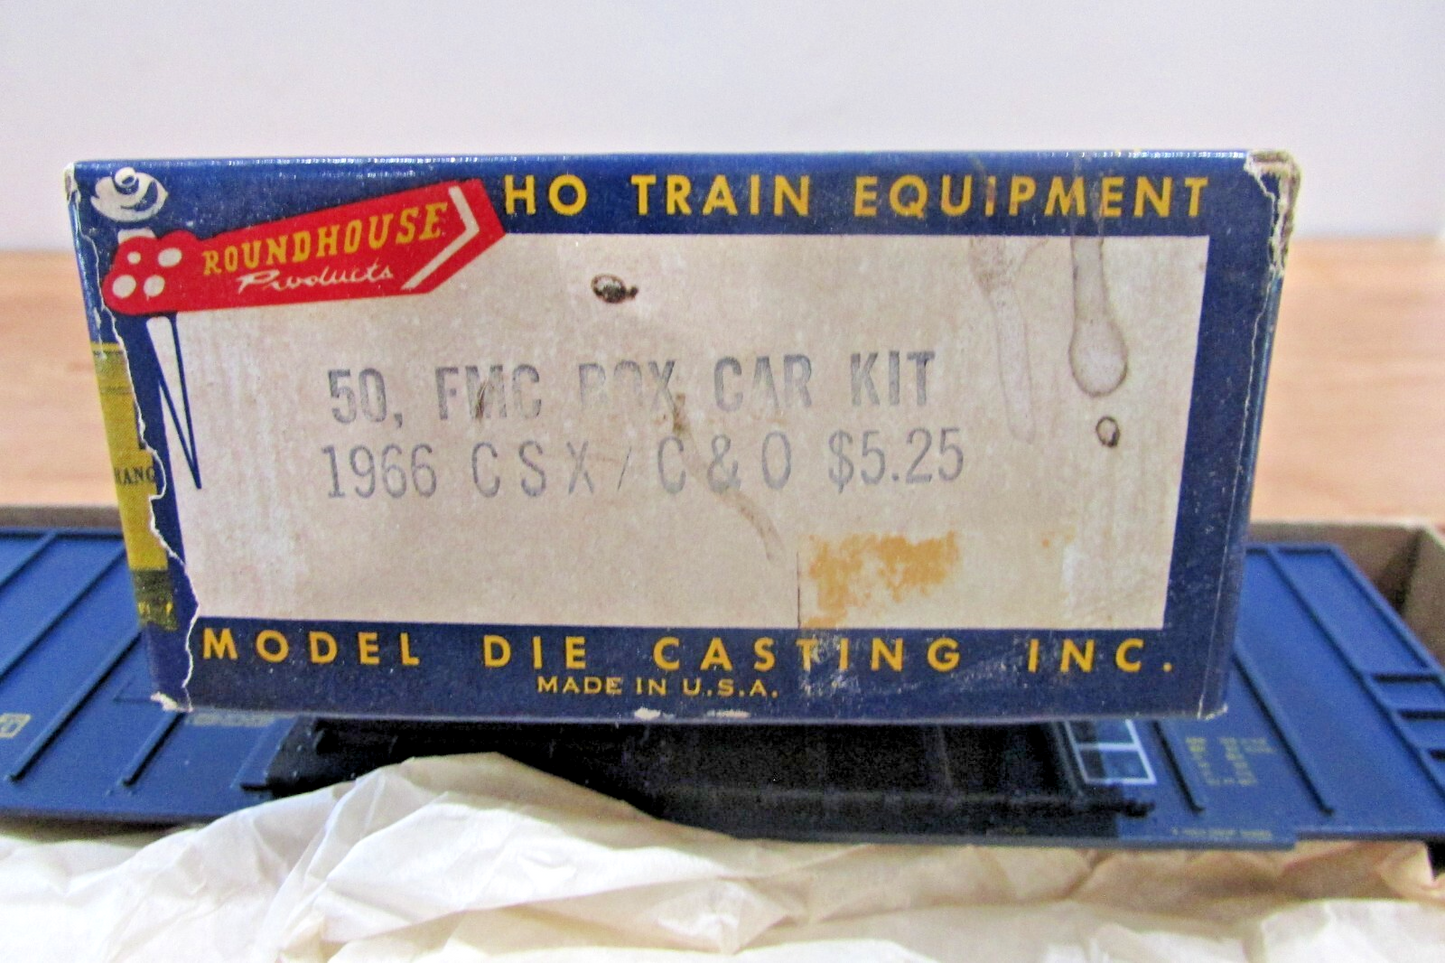 HO TRAIN EQUIPMENT
ROUNDHOUSE
Products
50, FMC BOX CAR KIT
1966 CSX/C&O $5.25
MODEL DIE CASTING INC.
MADE IN U.S.A.